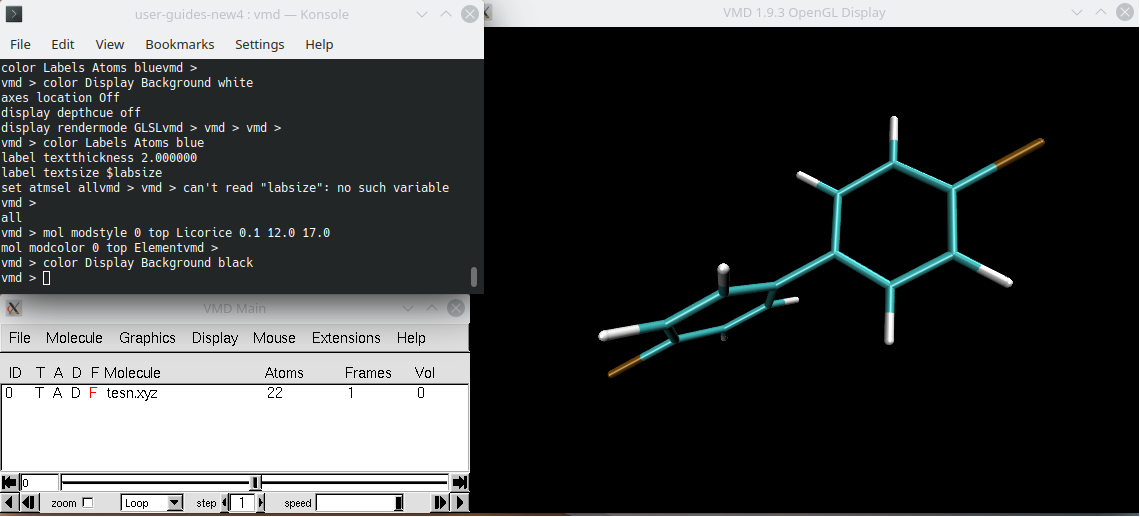 user-guides-new4 : vmd — Konsole
File Edit View Bookmarks Settings Help
color Labels Atoms bluevmd >
vmd > color Display Background white
axes location Off
display depthcue off
display rendermode GLSLvmd > vmd > vmd >
vmd > color Labels Atoms blue
label textthickness 2.000000
label textsize $labsize
set atmsel allvmd > vmd > can't read "labsize": no such variable
vmd >
all
vmd > mol modstyle 0 top Licorice 0.1 12.0 17.0
mol modcolor 0 top Elementvmd >
vmd > color Display Background black
vmd >
VMD Main
File Molecule Graphics Display Mouse Extensions Help
ID T A D F Molecule Atoms Frames Vol
0 T A D F tesn.xyz 22 1 0
0
zoom Loop step 1 speed
VMD 1.9.3 OpenGL Display